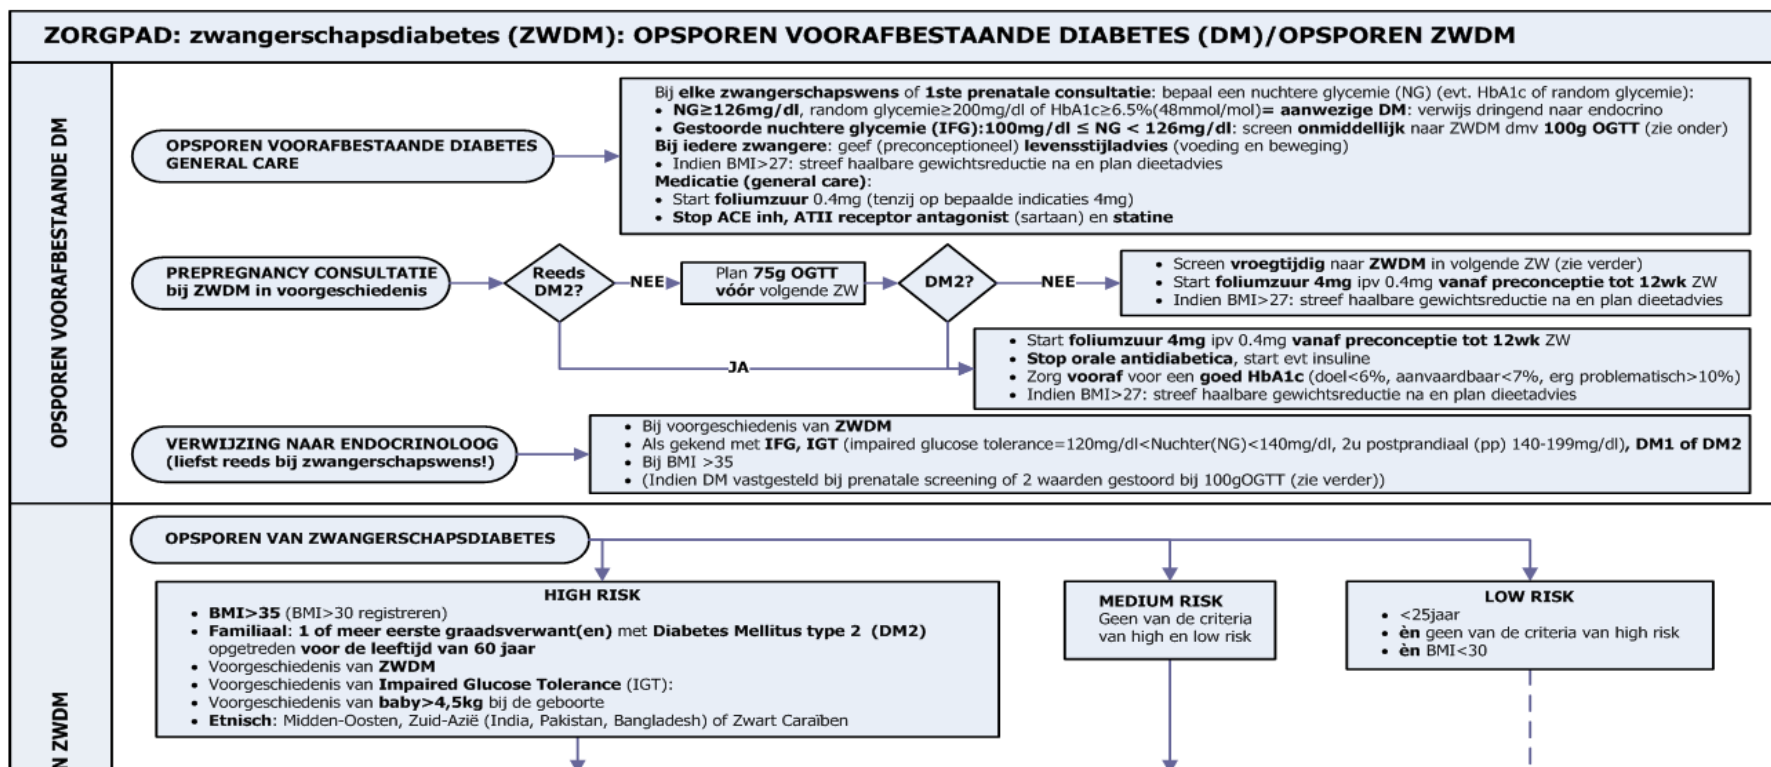 ZORGPAD: zwangerschapsdiabetes (ZWDM): OPSPOREN VOORAFBESTAANDE DIABETES (DM)/OPSPOREN ZWDM
OPSPOREN VOORAFBESTAANDE DM
OPSPOREN VOORAFBESTAANDE DIABETES
GENERAL CARE
Bij elke zwangerschapswens of 1ste prenatale consultatie: bepaal een nuchtere glycemie (NG) (evt. HbA1c of random glycemie):
• NG≥126mg/dl, random glycemie≥200mg/dl of HbA1c≥6.5%(48mmol/mol)= aanwezige DM: verwijs dringend naar endocrino
• Gestoorde nuchtere glycemie (IFG):100mg/dl ≤ NG < 126mg/dl: screen onmiddellijk naar ZWDM dmv 100g OGTT (zie onder)
Bij iedere zwangere: geef (preconceptioneel) levensstijladvies (voeding en beweging)
• Indien BMI>27: streef haalbare gewichtsreductie na en plan dieetadvies
Medicatie (general care):
• Start foliumzuur 0.4mg (tenzij op bepaalde indicaties 4mg)
• Stop ACE inh, ATII receptor antagonist (sartaan) en statine
PREPREGNANCY CONSULTATIE
bij ZWDM in voorgeschiedenis
Reeds
DM2?
NEE
Plan 75g OGTT
vóór volgende ZW
DM2?
NEE
• Screen vroegtijdig naar ZWDM in volgende ZW (zie verder)
• Start foliumzuur 4mg ipv 0.4mg vanaf preconceptie tot 12wk ZW
• Indien BMI>27: streef haalbare gewichtsreductie na en plan dieetadvies
JA
• Start foliumzuur 4mg ipv 0.4mg vanaf preconceptie tot 12wk ZW
• Stop orale antidiabetica, start evt insuline
• Zorg vooraf voor een goed HbA1c (doel<6%, aanvaardbaar<7%, erg problematisch>10%)
• Indien BMI>27: streef haalbare gewichtsreductie na en plan dieetadvies
VERWIJZING NAAR ENDOCRINOLOOG
(liefst reeds bij zwangerschapswens!)
• Bij voorgeschiedenis van ZWDM
• Als gekend met IFG, IGT (impaired glucose tolerance=120mg/dl<Nuchter(NG)<140mg/dl, 2u postprandiaal (pp) 140-199mg/dl), DM1 of DM2
• Bij BMI >35
• (Indien DM vastgesteld bij prenatale screening of 2 waarden gestoord bij 100gOGTT (zie verder))
N ZWDM
OPSPOREN VAN ZWANGERSCHAPSDIABETES
HIGH RISK
• BMI>35 (BMI>30 registreren)
• Familiaal: 1 of meer eerste graadsverwant(en) met Diabetes Mellitus type 2 (DM2)
opgetreden voor de leeftijd van 60 jaar
• Voorgeschiedenis van ZWDM
• Voorgeschiedenis van Impaired Glucose Tolerance (IGT):
• Voorgeschiedenis van baby>4,5kg bij de geboorte
• Etnisch: Midden-Oosten, Zuid-Azië (India, Pakistan, Bangladesh) of Zwart Caraïben
MEDIUM RISK
Geen van de criteria
van high en low risk
LOW RISK
• <25jaar
• èn geen van de criteria van high risk
• èn BMI<30